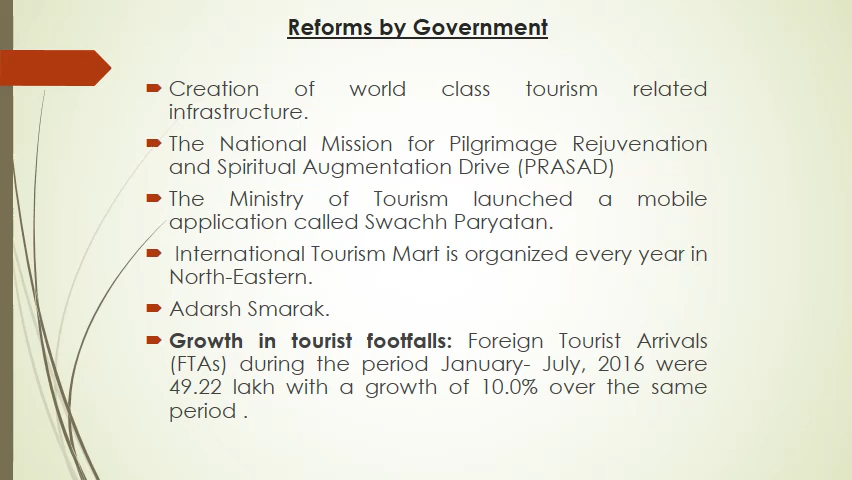 Reforms by Government
Creation of world class tourism related
infrastructure.
The National Mission for Pilgrimage Rejuvenation
and Spiritual Augmentation Drive (PRASAD)
The Ministry of Tourism launched a mobile
application called Swachh Paryatan.
International Tourism Mart is organized every year in
North-Eastern.
Adarsh Smarak.
Growth in tourist footfalls: Foreign Tourist Arrivals
(FTAs) during the period January- July, 2016 were
49.22 lakh with a growth of 10.0% over the same
period .